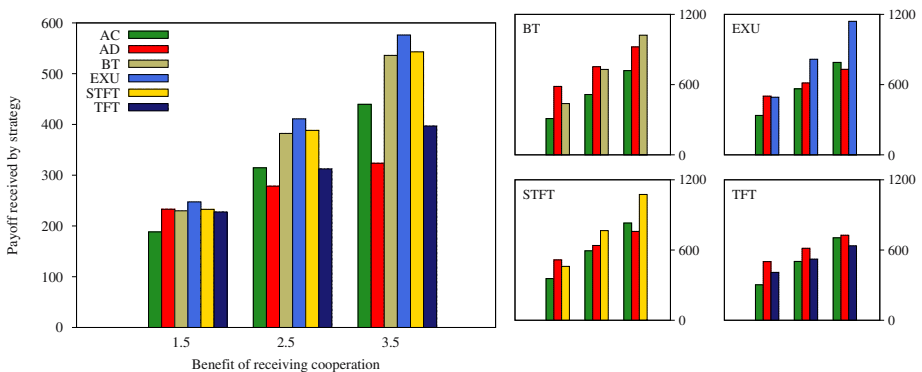 600
500
400
300
200
100
0
Payoff received by strategy
AC
AD
BT
EXU
STFT
TFT
1.5
2.5
3.5
Benefit of receiving cooperation
BT
1200
600
0
EXU
1200
600
0
STFT
1200
600
0
TFT
1200
600
0